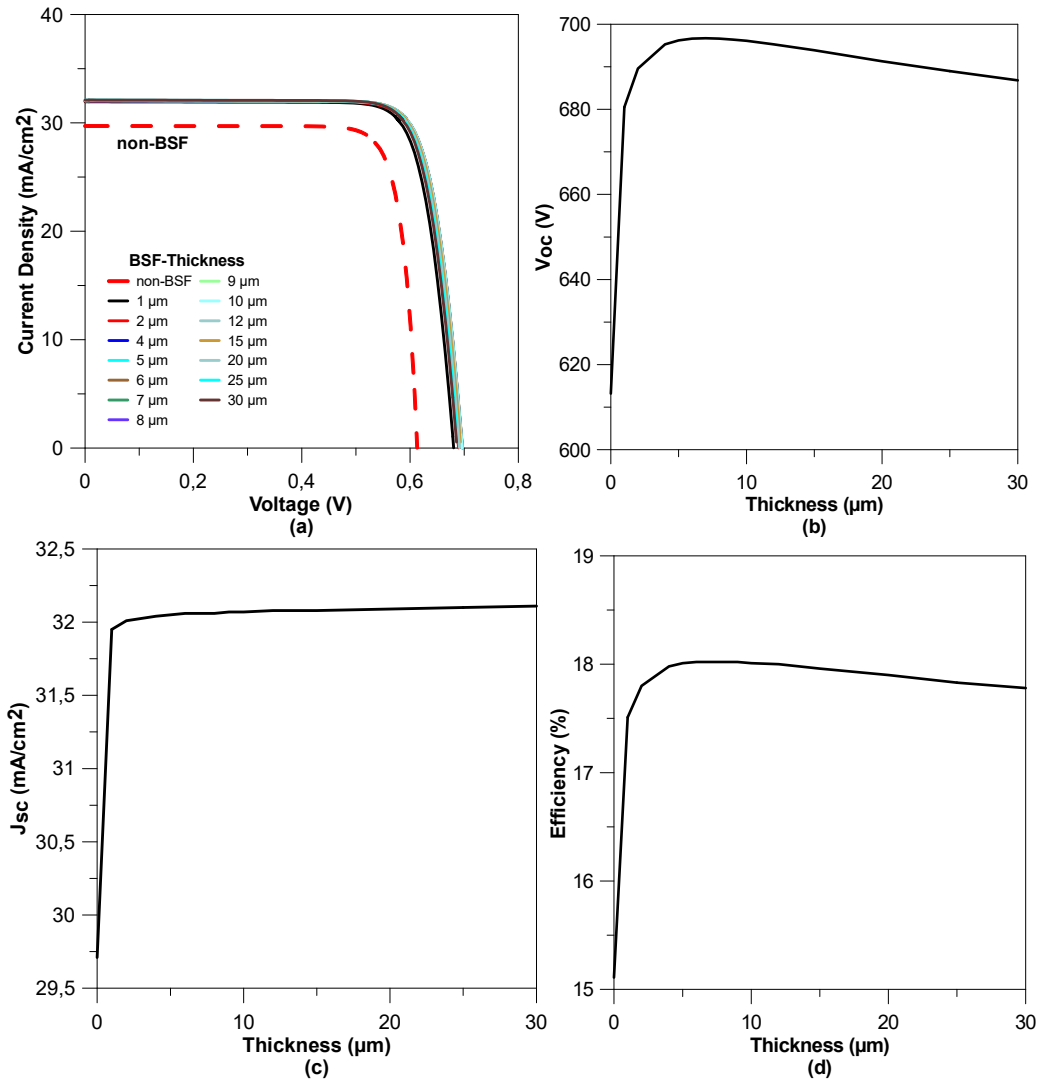 40
30
20
10
0
Current Density (mA/cm²)
non-BSF
BSF-Thickness
non-BSF
1 µm
2 µm
4 µm
5 µm
6 µm
7 µm
8 µm
9 µm
10 µm
12 µm
15 µm
20 µm
25 µm
30 µm
0 0,2 0,4 0,6 0,8
Voltage (V)
(a)
700
680
660
640
620
600
Voc (V)
0 10 20 30
Thickness (µm)
(b)
32,5
32
31,5
31
30,5
30
29,5
Jsc (mA/cm2)
0 10 20 30
Thickness (µm)
(c)
19
18
17
16
15
Efficiency (%)
0 10 20 30
Thickness (µm)
(d)